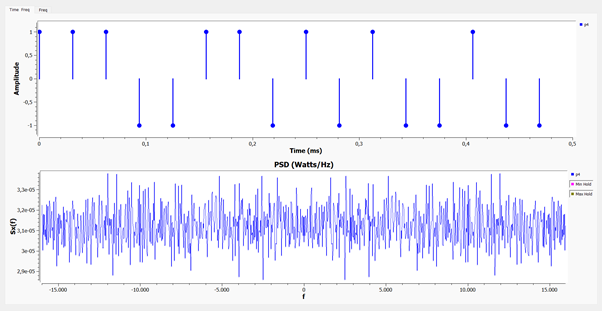 Time Freq Freq
1
0,5
0
-0,5
-1
Amplitude
p4
0 0,1 0,2 0,3 0,4 0,5
Time (ms)
PSD (Watts/Hz)
3,3e-05
3,2e-05
3,1e-05
3e-05
2,9e-05
Sx(f)
p4
Min Hold
Max Hold
-15.000 -10.000 -5.000 0 5.000 10.000 15.000
f